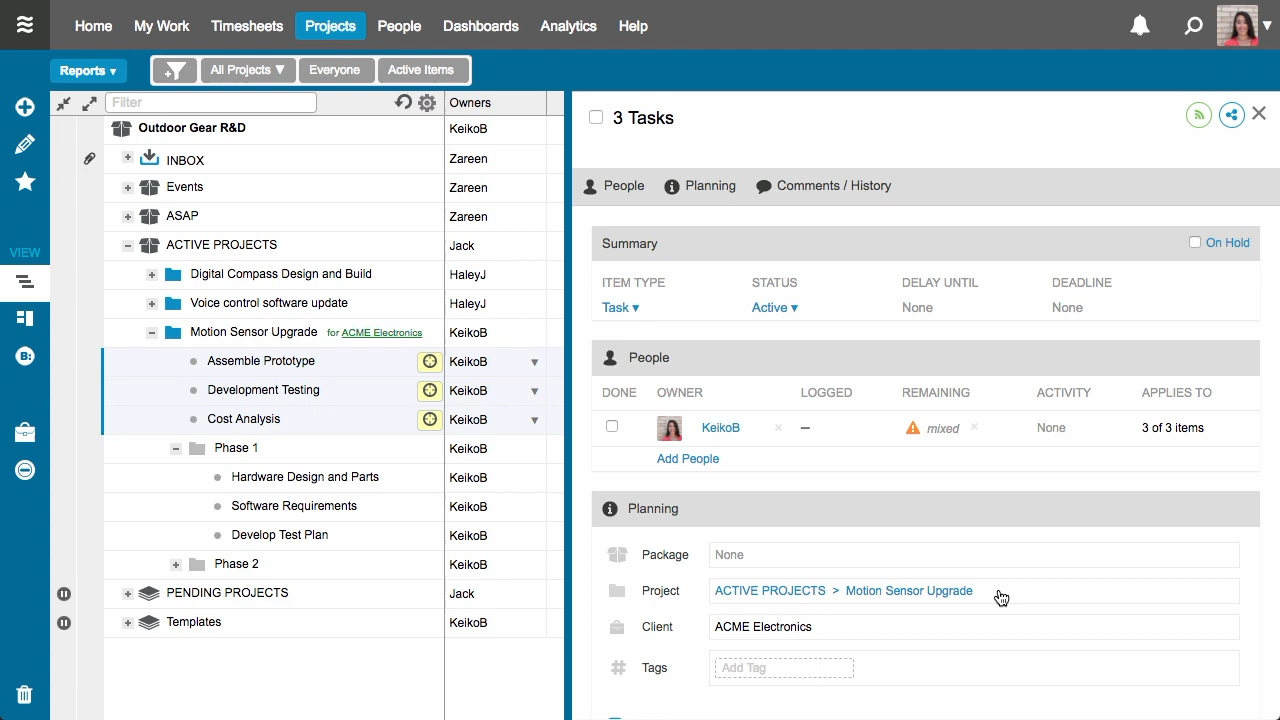 Home My Work Timesheets Projects People Dashboards Analytics Help
Reports ▾ All Projects ▼ Everyone Active Items
Filter Owners
Outdoor Gear R&D KeikoB
INBOX Zareen
Events Zareen
ASAP Zareen
ACTIVE PROJECTS Jack
Digital Compass Design and Build HaleyJ
Voice control software update HaleyJ
Motion Sensor Upgrade for ACME Electronics KeikoB
Assemble Prototype KeikoB
Development Testing KeikoB
Cost Analysis KeikoB
Phase 1 KeikoB
Hardware Design and Parts KeikoB
Software Requirements KeikoB
Develop Test Plan KeikoB
Phase 2 KeikoB
PENDING PROJECTS Jack
Templates KeikoB
VIEW
B:
3 Tasks
People Planning Comments / History
Summary On Hold
ITEM TYPE STATUS DELAY UNTIL DEADLINE
Task ▾ Active ▾ None None
People
DONE OWNER LOGGED REMAINING ACTIVITY APPLIES TO
KeikoB × – mixed × None 3 of 3 items
Add People
Planning
Package None
Project ACTIVE PROJECTS > Motion Sensor Upgrade
Client ACME Electronics
Tags Add Tag